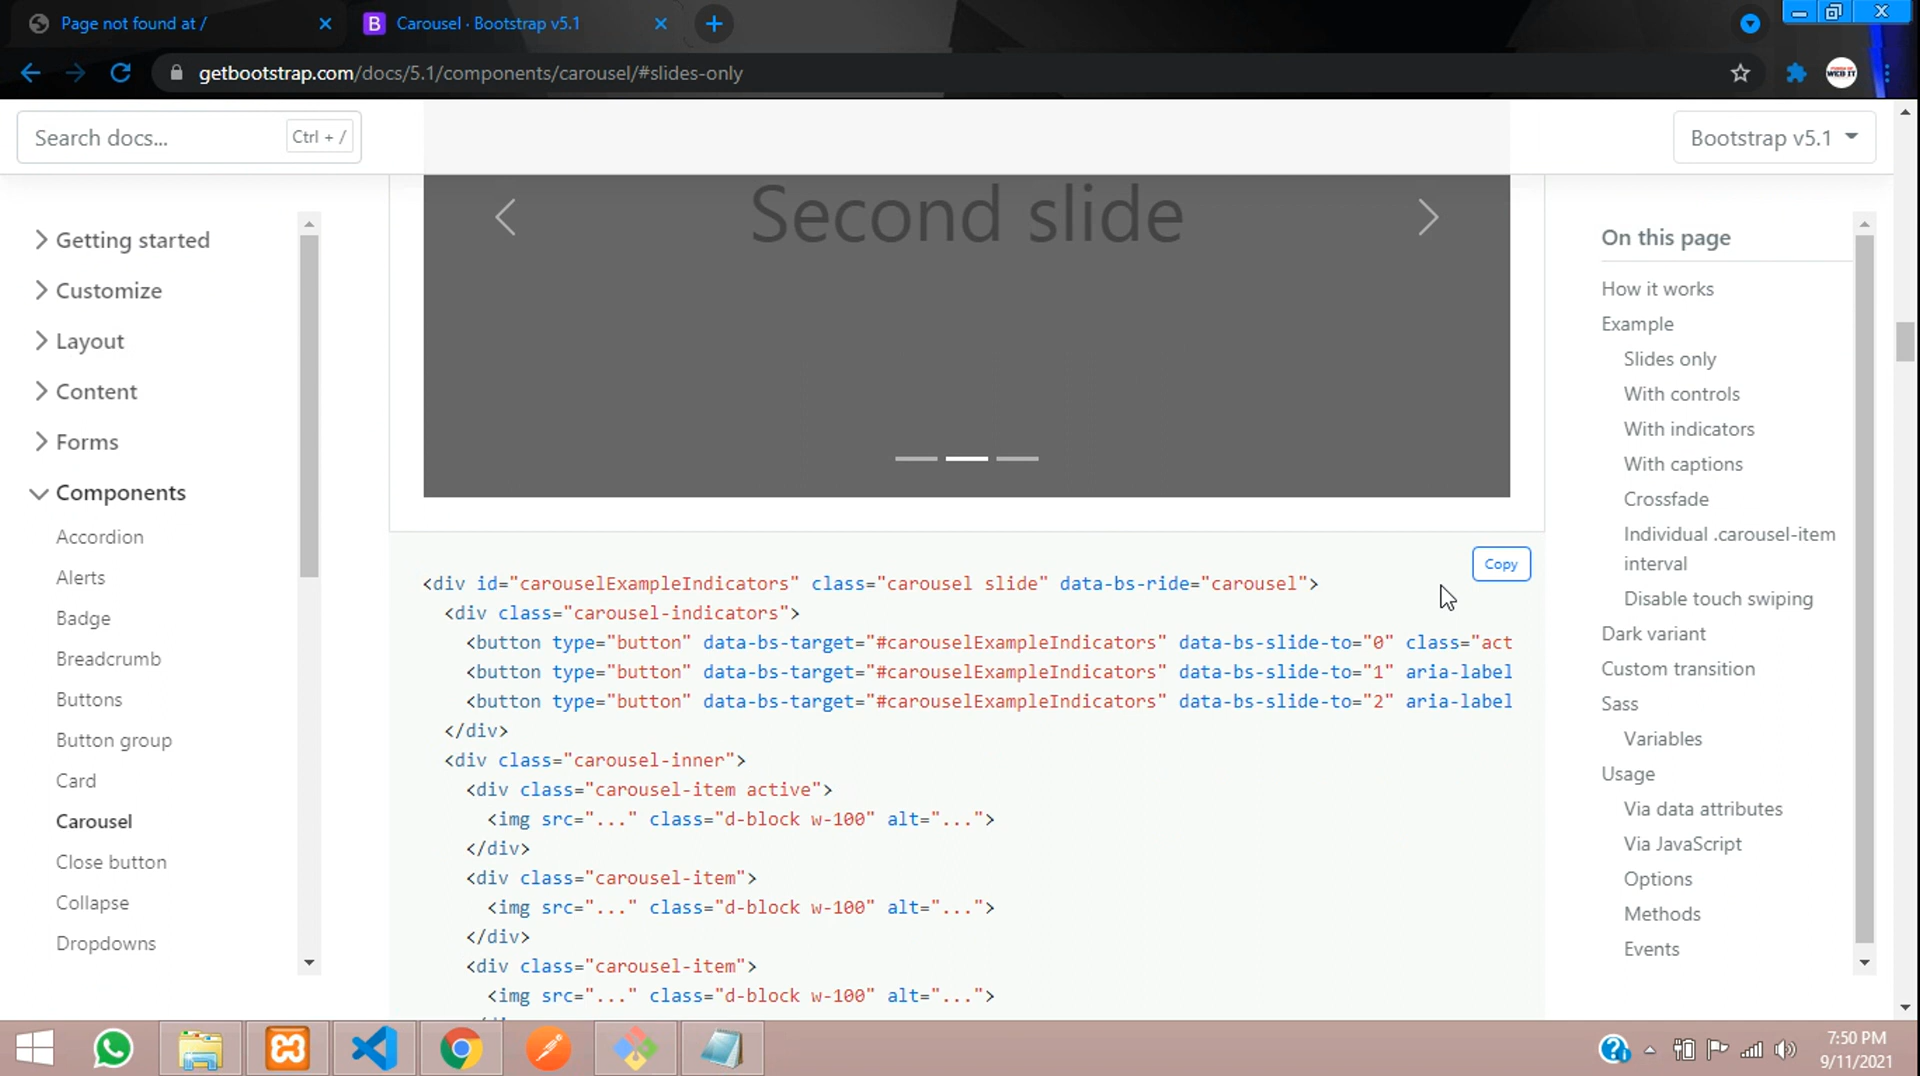 Page not found at /
Carousel · Bootstrap v5.1
getbootstrap.com/docs/5.1/components/carousel/#slides-only
WEB IT
Search docs...
Ctrl + /
Bootstrap v5.1
Getting started
Customize
Layout
Content
Forms
Components
Accordion
Alerts
Badge
Breadcrumb
Buttons
Button group
Card
Carousel
Close button
Collapse
Dropdowns
Second slide
Copy
<div id="carouselExampleIndicators" class="carousel slide" data-bs-ride="carousel">
<div class="carousel-indicators">
<button type="button" data-bs-target="#carouselExampleIndicators" data-bs-slide-to="0" class="act
<button type="button" data-bs-target="#carouselExampleIndicators" data-bs-slide-to="1" aria-label
<button type="button" data-bs-target="#carouselExampleIndicators" data-bs-slide-to="2" aria-label
</div>
<div class="carousel-inner">
<div class="carousel-item active">
<img src="..." class="d-block w-100" alt="...">
</div>
<div class="carousel-item">
<img src="..." class="d-block w-100" alt="...">
</div>
<div class="carousel-item">
<img src="..." class="d-block w-100" alt="...">
On this page
How it works
Example
Slides only
With controls
With indicators
With captions
Crossfade
Individual .carousel-item
interval
Disable touch swiping
Dark variant
Custom transition
Sass
Variables
Usage
Via data attributes
Via JavaScript
Options
Methods
Events
7:50 PM
9/11/2021